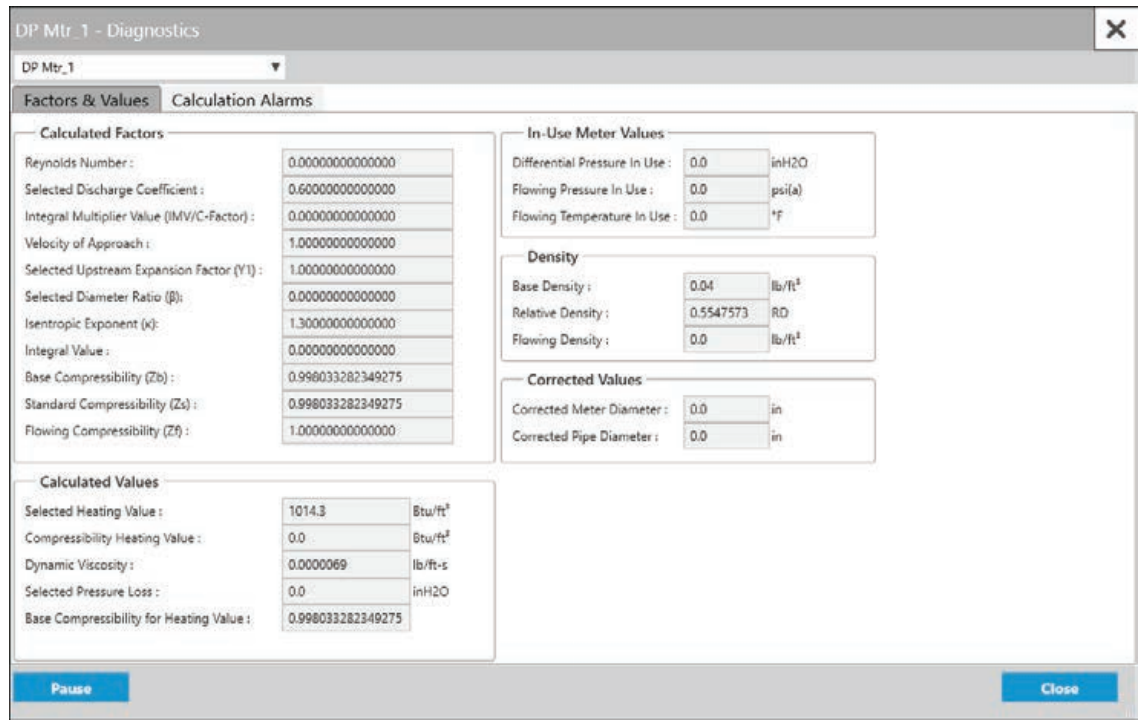 DP Mtr_1 - Diagnostics
DP Mtr_1
Factors & Values Calculation Alarms
Calculated Factors
Reynolds Number : 0.00000000000000
Selected Discharge Coefficient : 0.60000000000000
Integral Multiplier Value (IMV/C-Factor) : 0.00000000000000
Velocity of Approach : 1.00000000000000
Selected Upstream Expansion Factor (Y1) : 1.00000000000000
Selected Diameter Ratio (β): 0.00000000000000
Isentropic Exponent (κ): 1.30000000000000
Integral Value : 0.00000000000000
Base Compressibility (Zb) : 0.998033282349275
Standard Compressibility (Zs) : 0.998033282349275
Flowing Compressibility (Zf) : 1.00000000000000
Calculated Values
Selected Heating Value : 1014.3 Btu/ft³
Compressibility Heating Value : 0.0 Btu/ft³
Dynamic Viscosity : 0.0000069 lb/ft-s
Selected Pressure Loss : 0.0 inH2O
Base Compressibility for Heating Value : 0.998033282349275
In-Use Meter Values
Differential Pressure In Use : 0.0 inH2O
Flowing Pressure In Use : 0.0 psi(a)
Flowing Temperature In Use : 0.0 °F
Density
Base Density : 0.04 lb/ft³
Relative Density : 0.5547573 RD
Flowing Density : 0.0 lb/ft³
Corrected Values
Corrected Meter Diameter : 0.0 in
Corrected Pipe Diameter : 0.0 in
Pause
Close